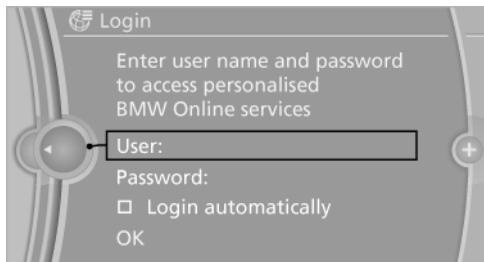 Login
Enter user name and password
to access personalised
BMW Online services
User:
Password:
Login automatically
OK